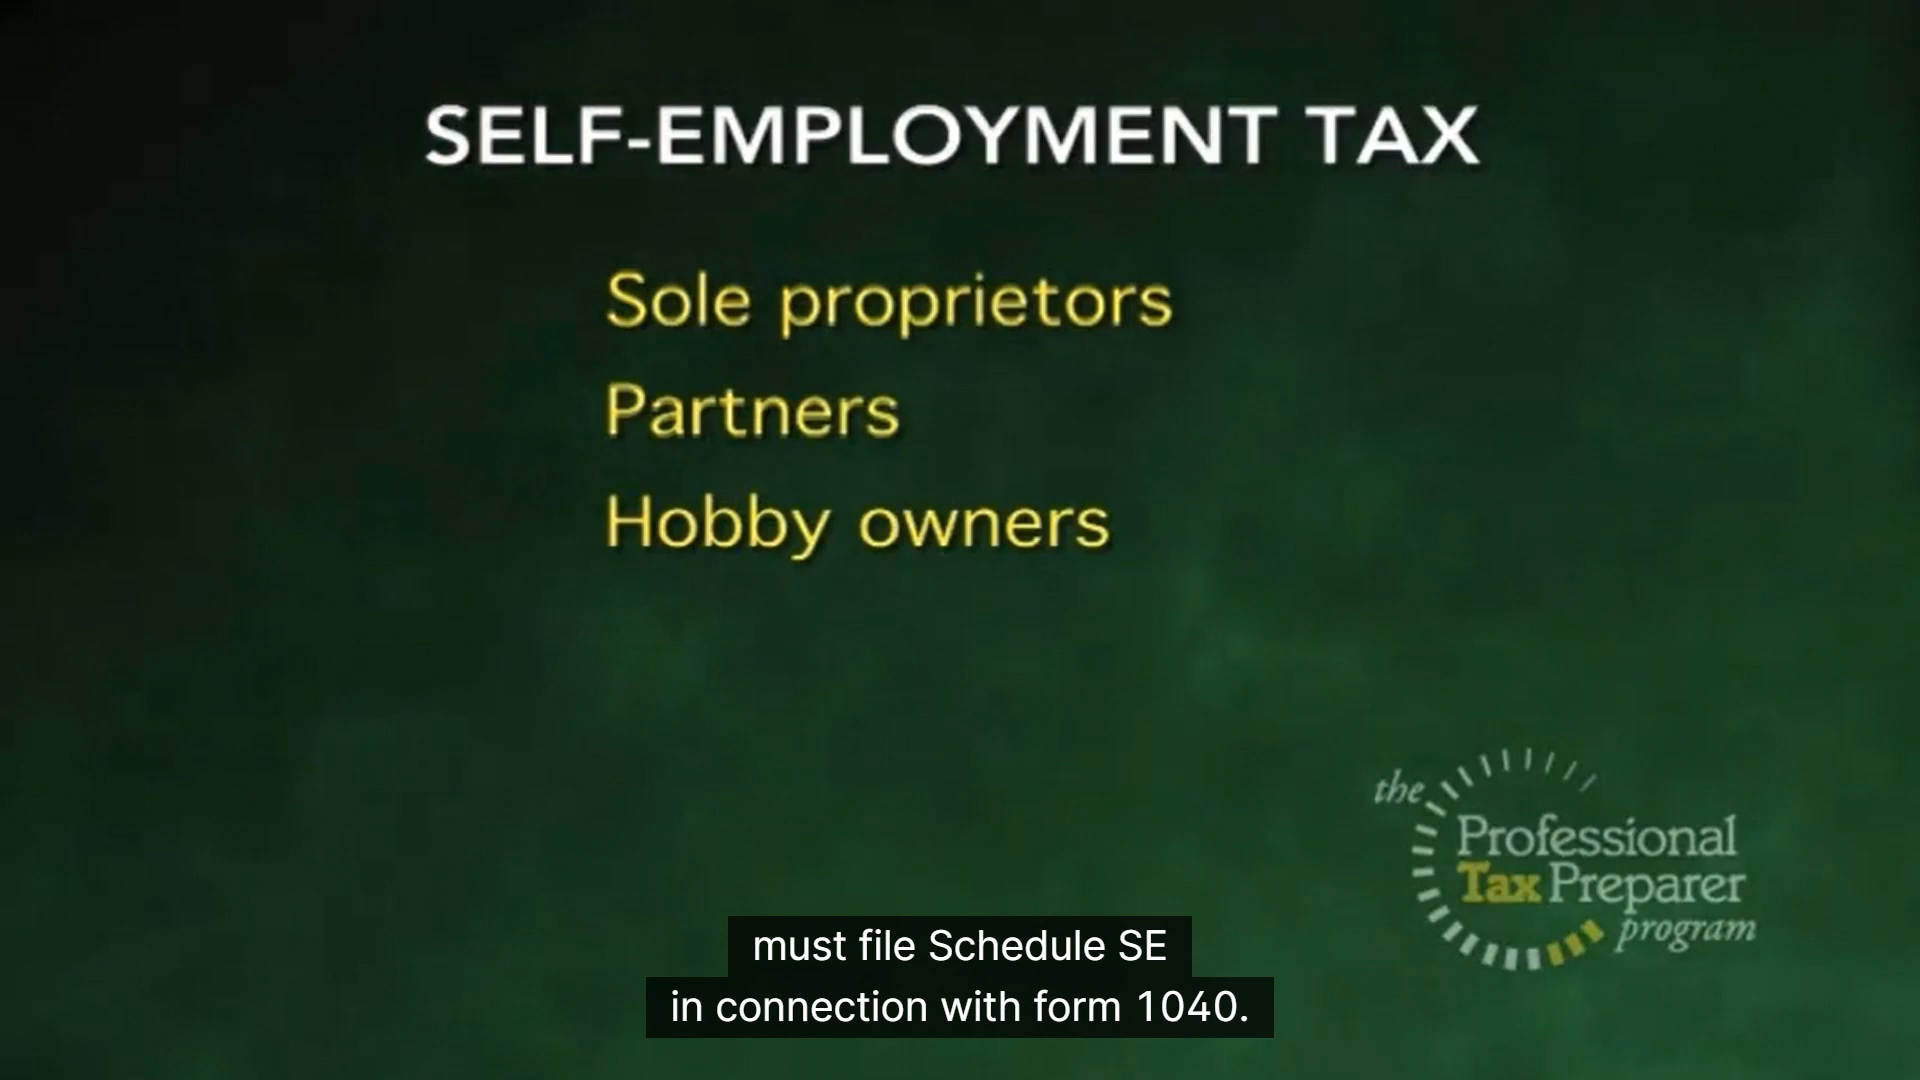 SELF-EMPLOYMENT TAX
Sole proprietors
Partners
Hobby owners
the
Professional
Tax Preparer
program
must file Schedule SE
in connection with form 1040.